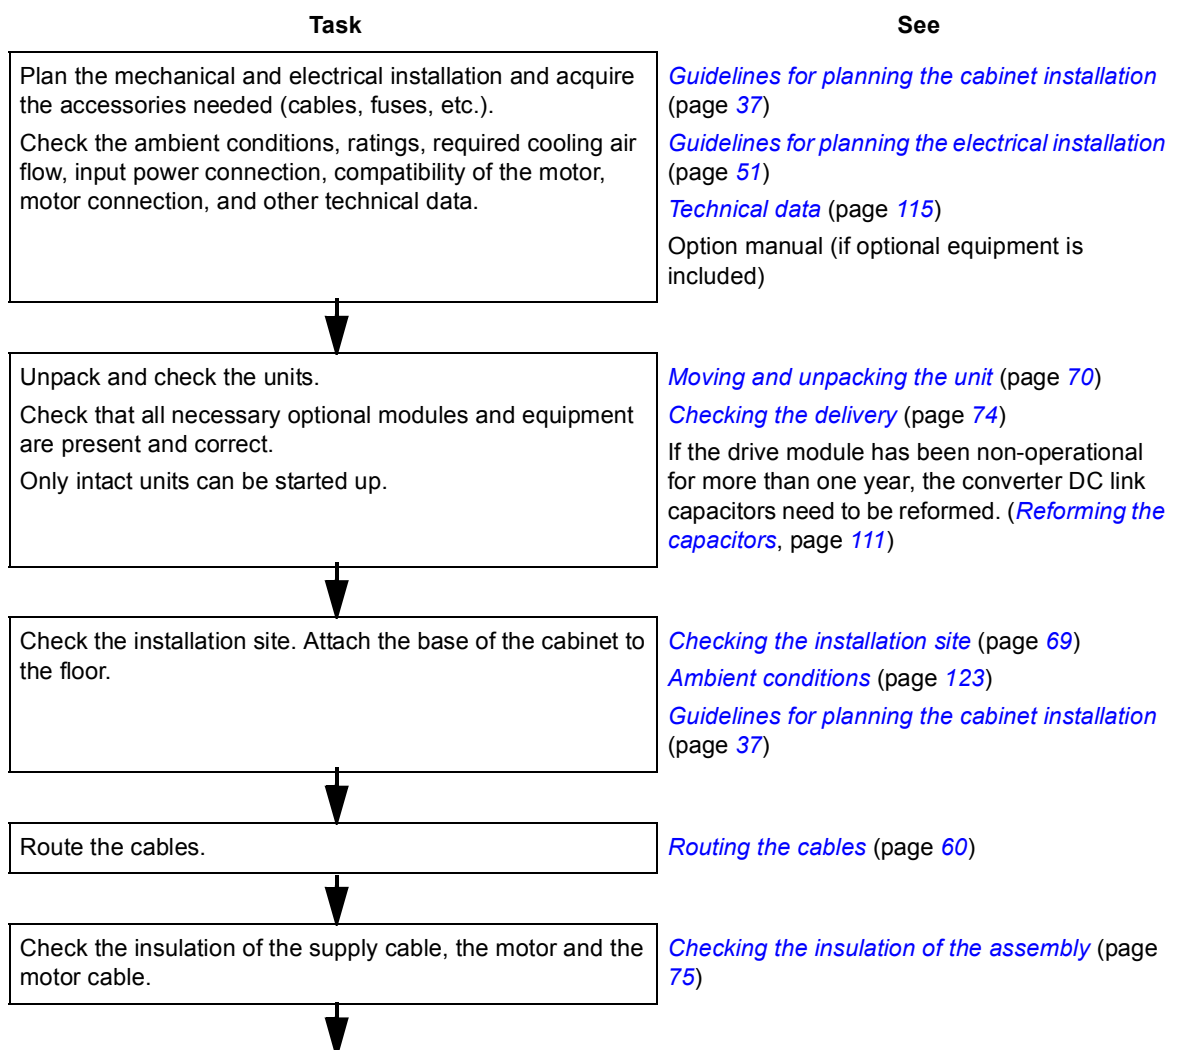 Task
See
Plan the mechanical and electrical installation and acquire
the accessories needed (cables, fuses, etc.).
Check the ambient conditions, ratings, required cooling air
flow, input power connection, compatibility of the motor,
motor connection, and other technical data.
Guidelines for planning the cabinet installation
(page 37)
Guidelines for planning the electrical installation
(page 51)
Technical data (page 115)
Option manual (if optional equipment is
included)
Unpack and check the units.
Check that all necessary optional modules and equipment
are present and correct.
Only intact units can be started up.
Moving and unpacking the unit (page 70)
Checking the delivery (page 74)
If the drive module has been non-operational
for more than one year, the converter DC link
capacitors need to be reformed. (Reforming the
capacitors, page 111)
Check the installation site. Attach the base of the cabinet to
the floor.
Checking the installation site (page 69)
Ambient conditions (page 123)
Guidelines for planning the cabinet installation
(page 37)
Route the cables.
Routing the cables (page 60)
Check the insulation of the supply cable, the motor and the
motor cable.
Checking the insulation of the assembly (page
75)